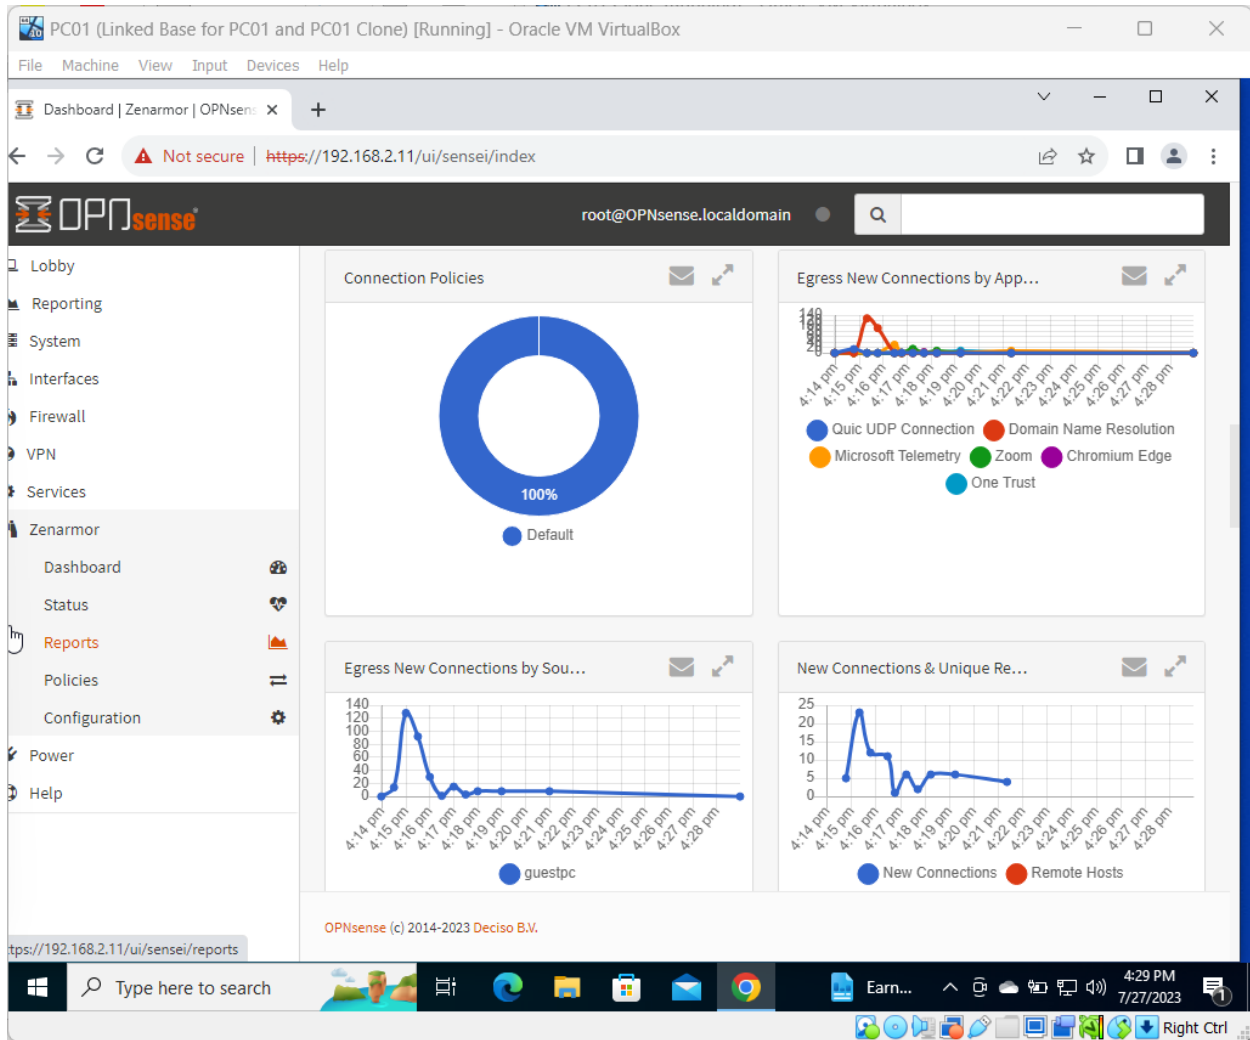 PC01 (Linked Base for PC01 and PC01 Clone) [Running] - Oracle VM VirtualBox
File Machine View Input Devices Help
Dashboard | Zenarmor | OPNsens
Not secure https://192.168.2.11/ui/sensei/index
OPNsense
root@OPNsense.localdomain
Lobby
Reporting
System
Interfaces
Firewall
VPN
Services
Zenarmor
Dashboard
Status
Reports
Policies
Configuration
Power
Help
Connection Policies
100%
Default
Egress New Connections by App...
140
20
0
4:14 pm 4:15 pm 4:16 pm 4:17 pm 4:18 pm 4:19 pm 4:20 pm 4:21 pm 4:22 pm 4:23 pm 4:24 pm 4:25 pm 4:26 pm 4:27 pm 4:28 pm
Quic UDP Connection Domain Name Resolution
Microsoft Telemetry Zoom Chromium Edge
One Trust
Egress New Connections by Sou...
140
120
100
80
60
40
20
0
4:14 pm 4:15 pm 4:16 pm 4:17 pm 4:18 pm 4:19 pm 4:20 pm 4:21 pm 4:22 pm 4:23 pm 4:24 pm 4:25 pm 4:26 pm 4:27 pm 4:28 pm
guestpc
New Connections & Unique Re...
25
20
15
10
5
0
4:14 pm 4:15 pm 4:16 pm 4:17 pm 4:18 pm 4:19 pm 4:20 pm 4:21 pm 4:22 pm 4:23 pm 4:24 pm 4:25 pm 4:26 pm 4:27 pm 4:28 pm
New Connections Remote Hosts
OPNsense (c) 2014-2023 Deciso B.V.
tps://192.168.2.11/ui/sensei/reports
Type here to search
Earn...
4:29 PM
7/27/2023
1
Right Ctrl